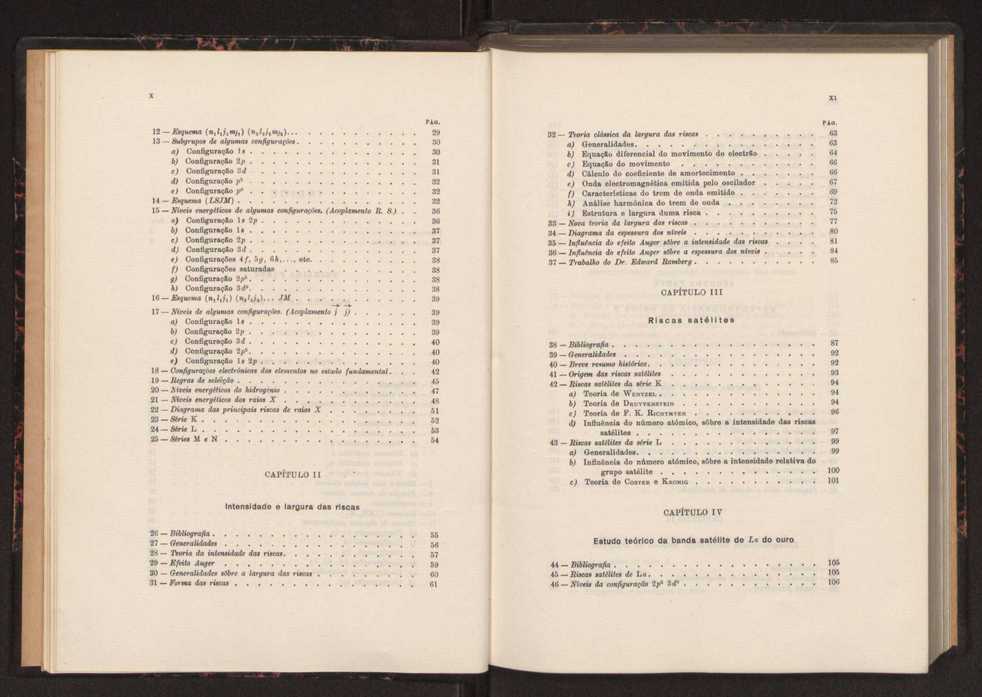 X
PÁG.
12 — Esquema (n₁l₁j₁mj₁) (n₂l₂j₂mj₂)... 29
13 — Subgrupos de algumas configurações. 30
a) Configuração 1s 30
b) Configuração 2p 31
c) Configuração 3d 31
d) Configuração 32
e) Configuração 32
14 — Esquema (LSJM) 32
15 — Níveis energéticos de algumas configurações. (Acoplamento R. S.) 36
a) Configuração 1s 2p 36
b) Configuração 1s 37
c) Configuração 2p 37
d) Configuração 3d 37
e) Configurações 4f, 5g, 6h,..., etc. 38
f) Configurações saturadas 38
g) Configuração 38
h) Configuração 38
16 — Esquema (n₁l₁j₁) (n₂l₂j₂)... JM 39
17 — Níveis de algumas configurações. (Acoplamento j j) 39
a) Configuração 1s 39
b) Configuração 2p 39
c) Configuração 3d 40
d) Configuração 40
e) Configuração 1s 2p 40
18 — Configurações electrónicas dos elementos no estado fundamental. 42
19 — Regras de selèição 45
20 — Níveis energéticos do hidrogénio 47
21 — Níveis energéticos dos raios X 48
22 — Diagrama das principais riscas de raios X 51
23 — Série K 52
24 — Série L 53
25 — Séries M e N 54
CAPÍTULO II
Intensidade e largura das riscas
26 — Bibliografia 55
27 — Generalidades 56
28 — Teoria da intensidade das riscas. 57
29 — Efeito Auger 59
30 — Generalidades sôbre a largura das riscas 60
31 — Forma das riscas 61
XI
PÁG.
32 — Teoria clássica da largura das riscas 63
a) Generalidades. 63
b) Equação diferencial do movimento do electrão 64
c) Equação do movimento 66
d) Cálculo do coeficiente de amortecimento 66
e) Onda electromagnética emitida pelo oscilador 67
f) Características do trem de onda emitido 69
h) Análise harmónica do trem de onda 72
i) Estrutura e largura duma risca 75
33 — Nova teoria da largura das riscas 77
34 — Diagrama da espessura dos níveis 80
35 — Influência do efeito Auger sôbre a intensidade das riscas 81
36 — Influência do efeito Auger sôbre a espessura dos níveis 84
37 — Trabalho do Dr. Edward Ramberg 85
CAPÍTULO III
Riscas satélites
38 — Bibliografia 87
39 — Generalidades 92
40 — Breve resumo histórico 92
41 — Origem das riscas satélites 93
42 — Riscas satélites da série K 94
a) Teoria de WENTZEL 94
b) Teoria de DRUYVESTEIN 94
c) Teoria de F. K. RICHTMYER 96
d) Influência do número atómico, sôbre a intensidade das riscas
satélites 97
43 — Riscas satélites da série L 99
a) Generalidades 99
b) Influência do número atómico, sôbre a intensidade relativa do
grupo satélite 100
c) Teoria de COSTER e KRONIG 101
CAPÍTULO IV
Estudo teórico da banda satélite de Lα do ouro
44 — Bibliografia 105
45 — Riscas satélites de Lα 105
46 — Níveis da configuração 106